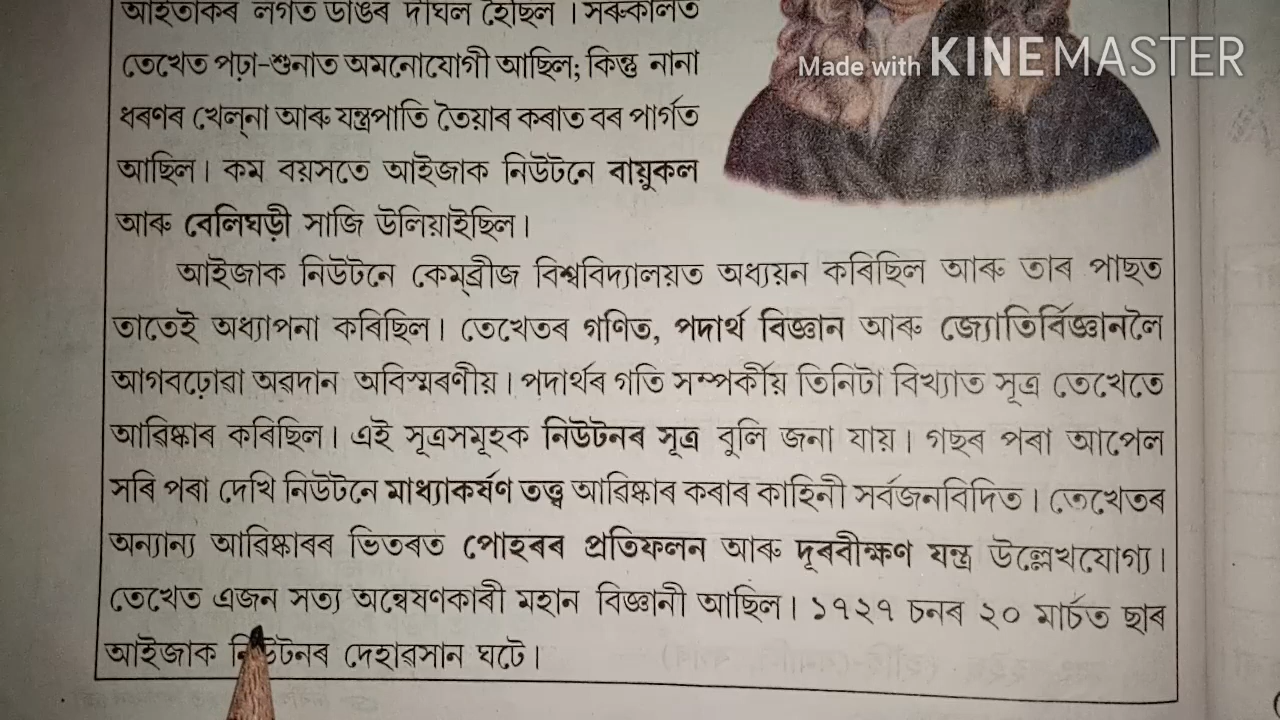 আইতাকৰ লগত ডাঙৰ দীঘল হৈছিল। সৰুকালত
তেখেত পঢ়া-শুনাত অমনোযোগী আছিল; কিন্তু নানা
Made with KINEMASTER
ধৰণৰ খেল্‌না আৰু যন্ত্ৰপাতি তৈয়াৰ কৰাত বৰ পাৰ্গত
আছিল। কম বয়সতে আইজাক নিউটনে বায়ুকল
আৰু বেলিঘড়ী সাজি উলিয়াইছিল।
আইজাক নিউটনে কেম্ব্ৰীজ বিশ্ববিদ্যালয়ত অধ্যয়ন কৰিছিল আৰু তাৰ পাছত
তাতেই অধ্যাপনা কৰিছিল। তেখেতৰ গণিত, পদাৰ্থ বিজ্ঞান আৰু জ্যোতিৰ্বিজ্ঞানলৈ
আগবঢ়োৱা অৱদান অবিস্মৰণীয়। পদাৰ্থৰ গতি সম্পৰ্কীয় তিনিটা বিখ্যাত সূত্ৰ তেখেতে
আৱিষ্কাৰ কৰিছিল। এই সূত্ৰসমূহক নিউটনৰ সূত্ৰ বুলি জনা যায়। গছৰ পৰা আপেল
সৰি পৰা দেখি নিউটনে মাধ্যাকৰ্ষণ তত্ত্ব আৱিষ্কাৰ কৰাৰ কাহিনী সৰ্বজনবিদিত। তেখেতৰ
অন্যান্য আৱিষ্কাৰৰ ভিতৰত পোহৰৰ প্ৰতিফলন আৰু দূৰবীক্ষণ যন্ত্ৰ উল্লেখযোগ্য।
তেখেত এজন সত্য অন্বেষণকাৰী মহান বিজ্ঞানী আছিল। ১৭২৭ চনৰ ২০ মাৰ্চত ছাৰ
আইজাক নিউটনৰ দেহাৱসান ঘটে।